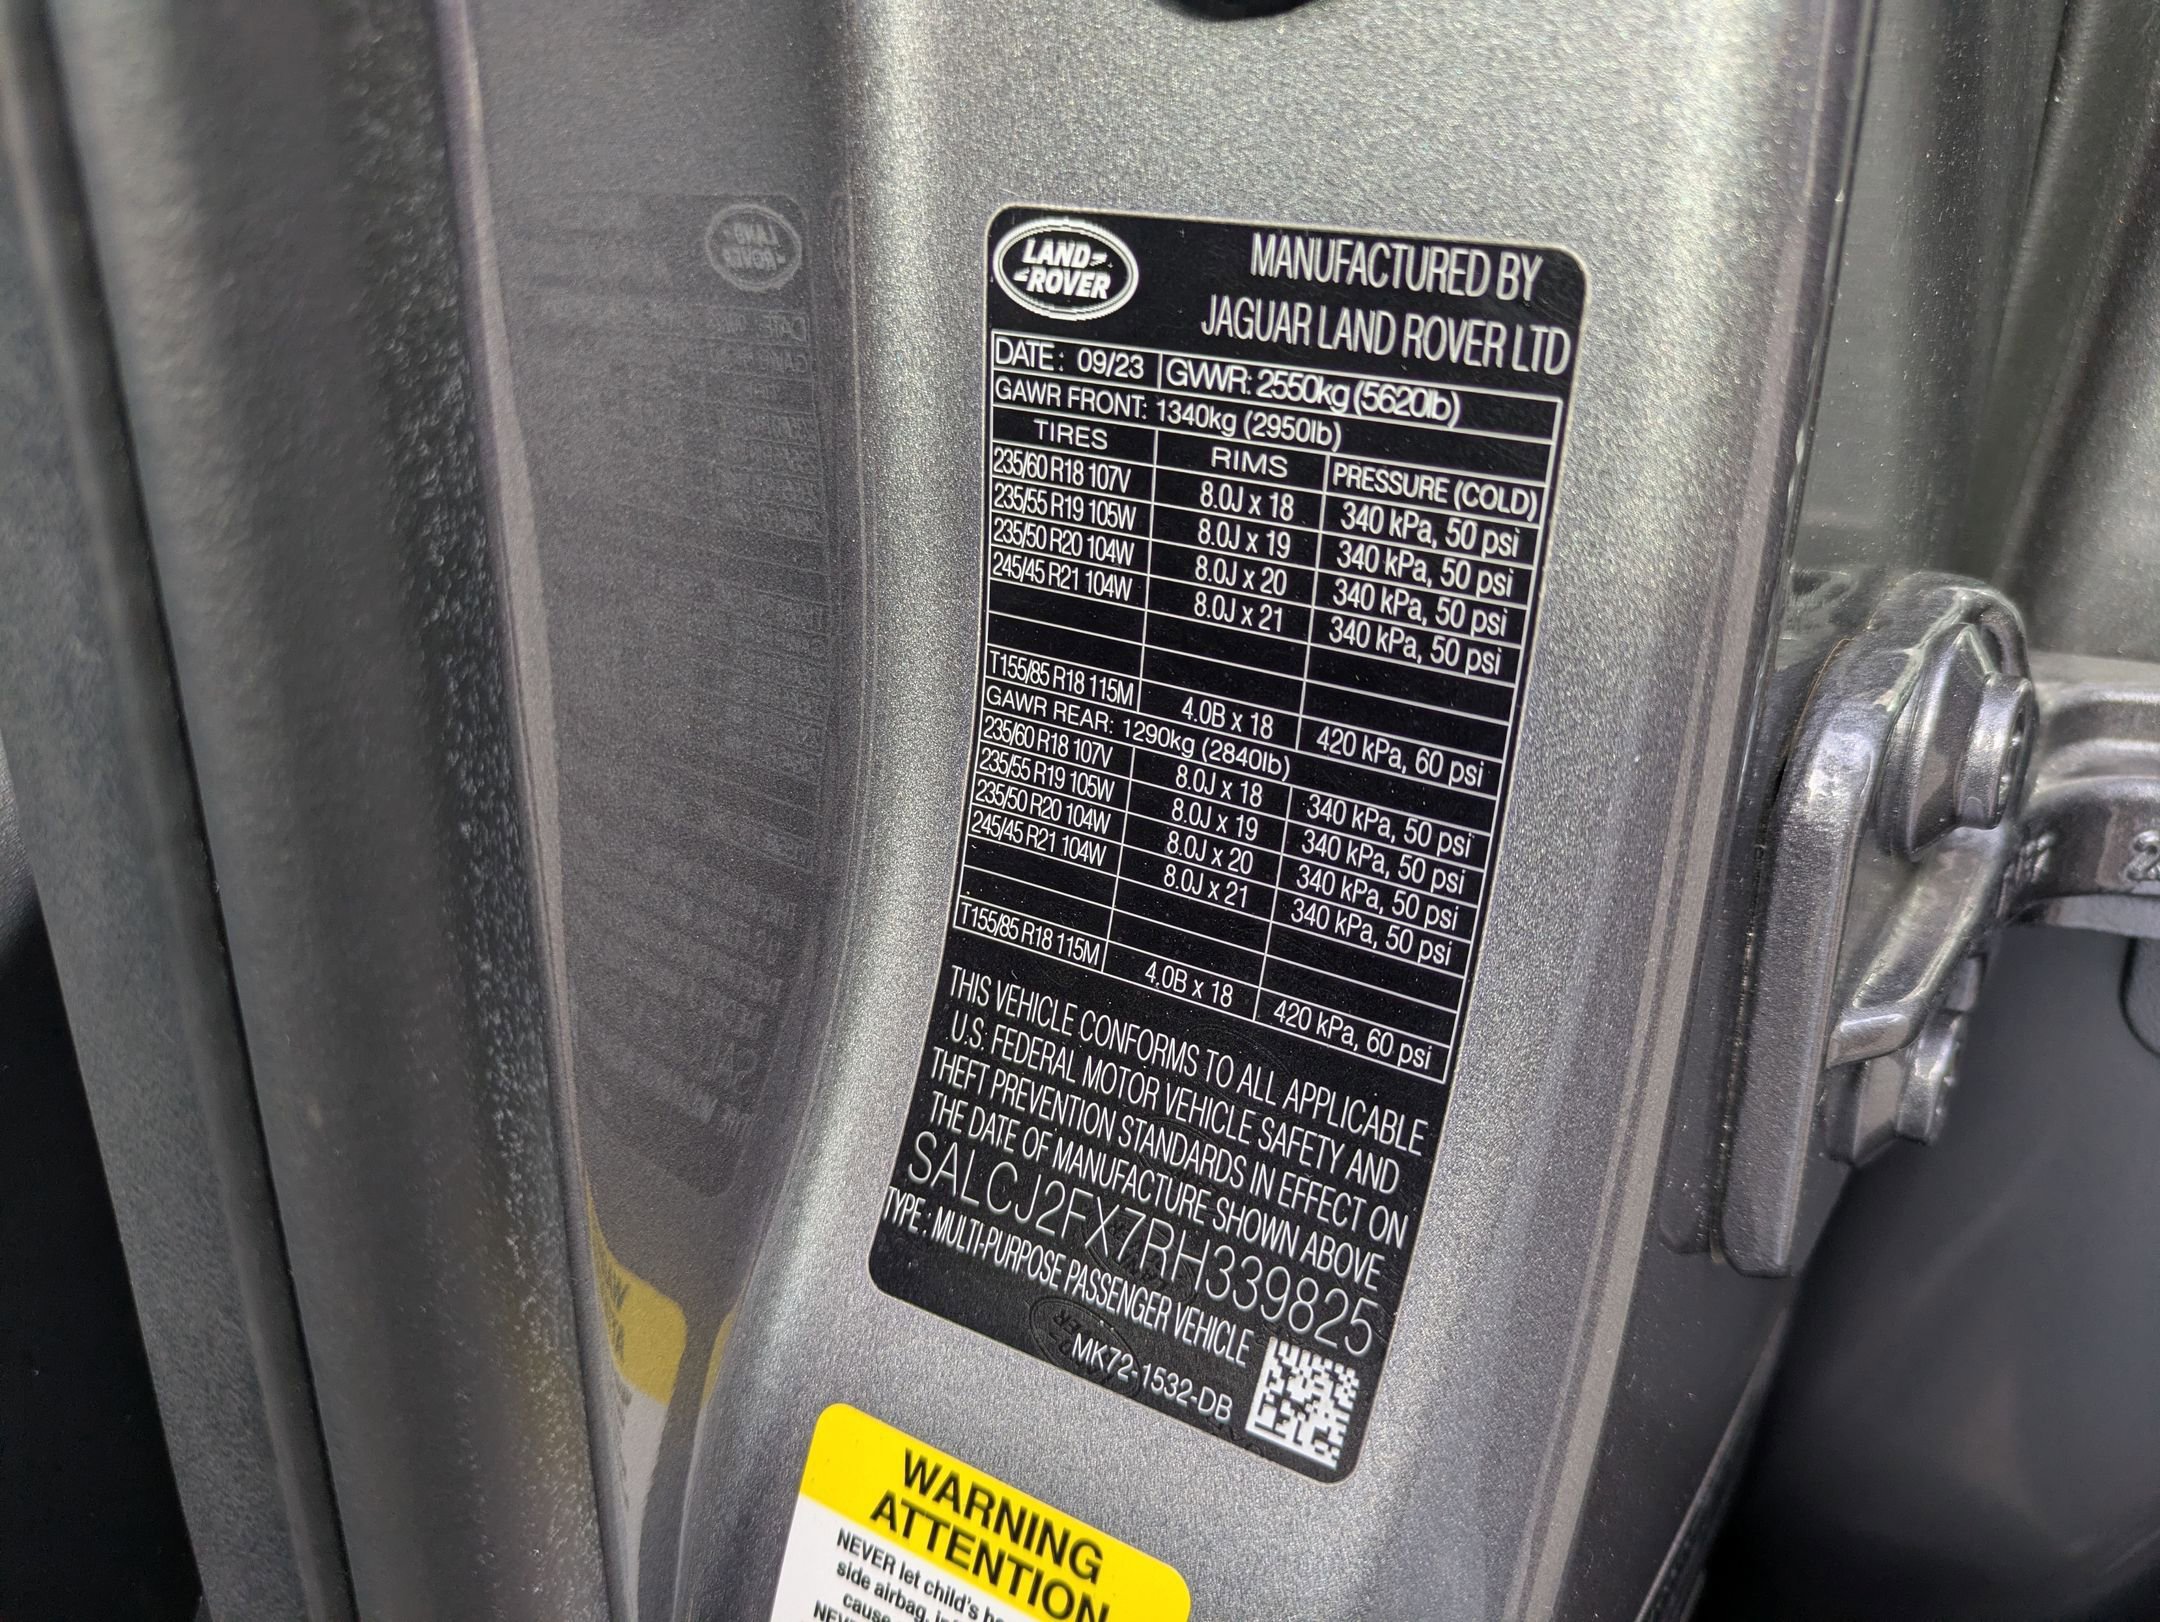 LAND
ROVER
MANUFACTURED BY
JAGUAR LAND ROVER LTD
DATE: 09/23 GVWR: 2550kg (5620lb)
GAWR FRONT: 1340kg (2950lb)
TIRES RIMS PRESSURE (COLD)
235/60 R18 107V 8.0J x 18 340 kPa, 50 psi
235/55 R19 105W 8.0J x 19 340 kPa, 50 psi
235/50 R20 104W 8.0J x 20 340 kPa, 50 psi
245/45 R21 104W 8.0J x 21 340 kPa, 50 psi
T155/85 R18 115M 4.0B x 18 420 kPa, 60 psi
GAWR REAR: 1290kg (2840lb)
235/60 R18 107V 8.0J x 18 340 kPa, 50 psi
235/55 R19 105W 8.0J x 19 340 kPa, 50 psi
235/50 R20 104W 8.0J x 20 340 kPa, 50 psi
245/45 R21 104W 8.0J x 21 340 kPa, 50 psi
T155/85 R18 115M 4.0B x 18 420 kPa, 60 psi
THIS VEHICLE CONFORMS TO ALL APPLICABLE
U.S. FEDERAL MOTOR VEHICLE SAFETY AND
THEFT PREVENTION STANDARDS IN EFFECT ON
THE DATE OF MANUFACTURE SHOWN ABOVE
SALCJ2FX7RH339825
TYPE: MULTI-PURPOSE PASSENGER VEHICLE
MK72-1532-DB
WARNING
ATTENTION
NEVER let child's
side airbag,
cause